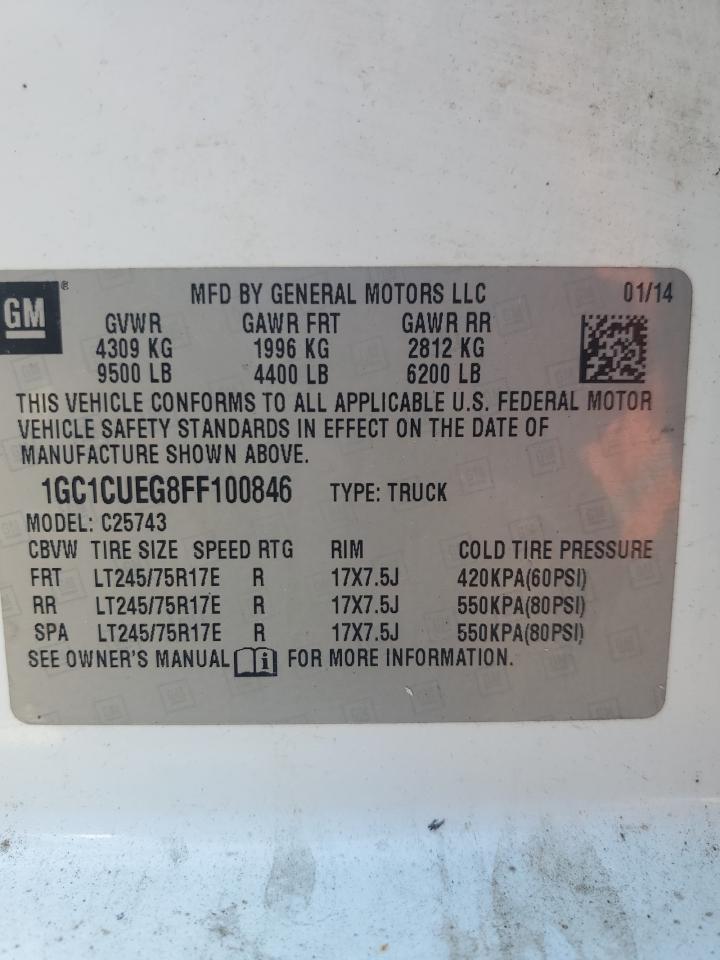 GM® MFD BY GENERAL MOTORS LLC 01/14
GVWR GAWR FRT GAWR RR
4309 KG 1996 KG 2812 KG
9500 LB 4400 LB 6200 LB
THIS VEHICLE CONFORMS TO ALL APPLICABLE U.S. FEDERAL MOTOR
VEHICLE SAFETY STANDARDS IN EFFECT ON THE DATE OF
MANUFACTURE SHOWN ABOVE.
1GC1CUEG8FF100846 TYPE: TRUCK
MODEL: C25743
CBVW TIRE SIZE SPEED RTG RIM COLD TIRE PRESSURE
FRT LT245/75R17E R 17X7.5J 420KPA(60PSI)
RR LT245/75R17E R 17X7.5J 550KPA(80PSI)
SPA LT245/75R17E R 17X7.5J 550KPA(80PSI)
SEE OWNER'S MANUAL i FOR MORE INFORMATION.